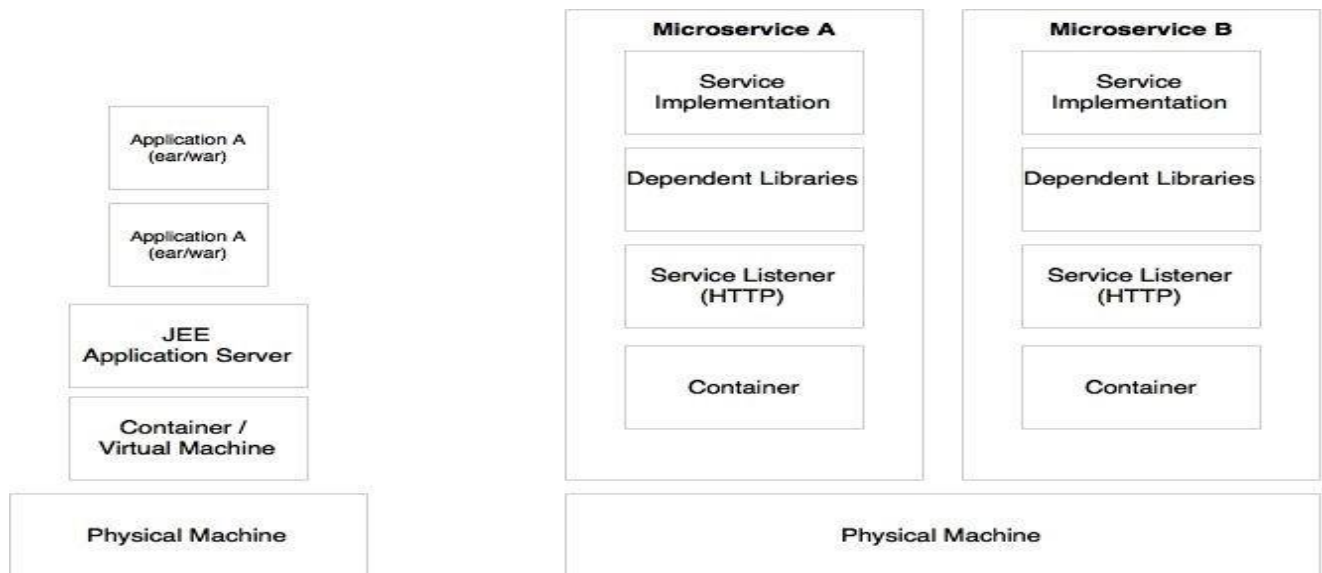 Application A
(ear/war)
Application A
(ear/war)
JEE
Application Server
Container /
Virtual Machine
Physical Machine
Microservice A
Service
Implementation
Dependent Libraries
Service Listener
(HTTP)
Container
Microservice B
Service
Implementation
Dependent Libraries
Service Listener
(HTTP)
Container
Physical Machine